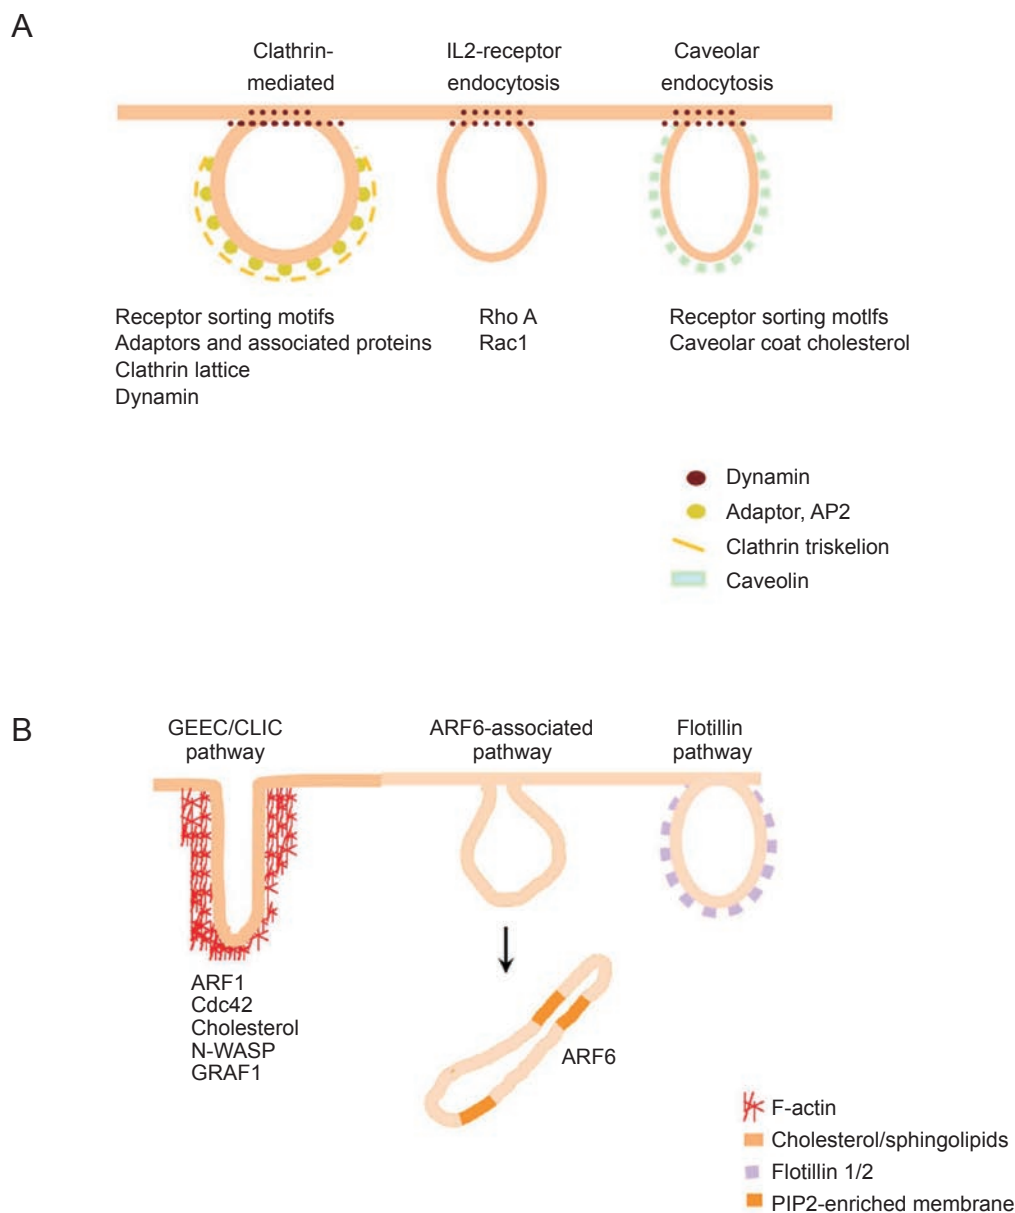 A
Clathrin-
mediated
IL2-receptor
endocytosis
Caveolar
endocytosis
Receptor sorting motifs
Adaptors and associated proteins
Clathrin lattice
Dynamin
Rho A
Rac1
Receptor sorting motlfs
Caveolar coat cholesterol
Dynamin
Adaptor, AP2
Clathrin triskelion
Caveolin
B
GEEC/CLIC
pathway
ARF6-associated
pathway
Flotillin
pathway
ARF1
Cdc42
Cholesterol
N-WASP
GRAF1
ARF6
F-actin
Cholesterol/sphingolipids
Flotillin 1/2
PIP2-enriched membrane